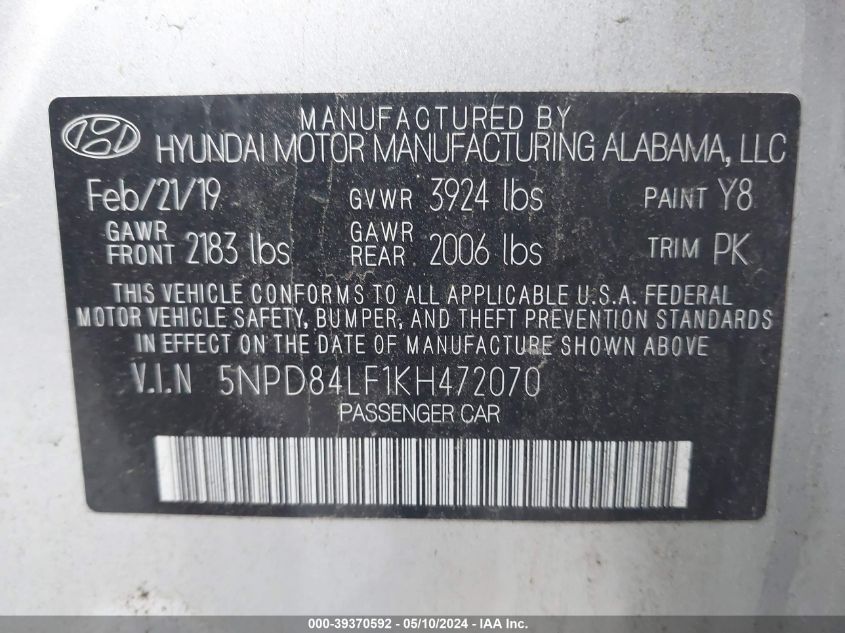 MANUFACTURED BY
HYUNDAI MOTOR MANUFACTURING ALABAMA, LLC
Feb/21/19 GVWR 3924 lbs PAINT Y8
GAWR FRONT 2183 lbs GAWR REAR 2006 lbs TRIM PK
THIS VEHICLE CONFORMS TO ALL APPLICABLE U.S.A. FEDERAL
MOTOR VEHICLE SAFETY, BUMPER, AND THEFT PREVENTION STANDARDS
IN EFFECT ON THE DATE OF MANUFACTURE SHOWN ABOVE
V.I.N 5NPD84LF1KH472070
PASSENGER CAR
000-39370592 - 05/10/2024 - IAA Inc.